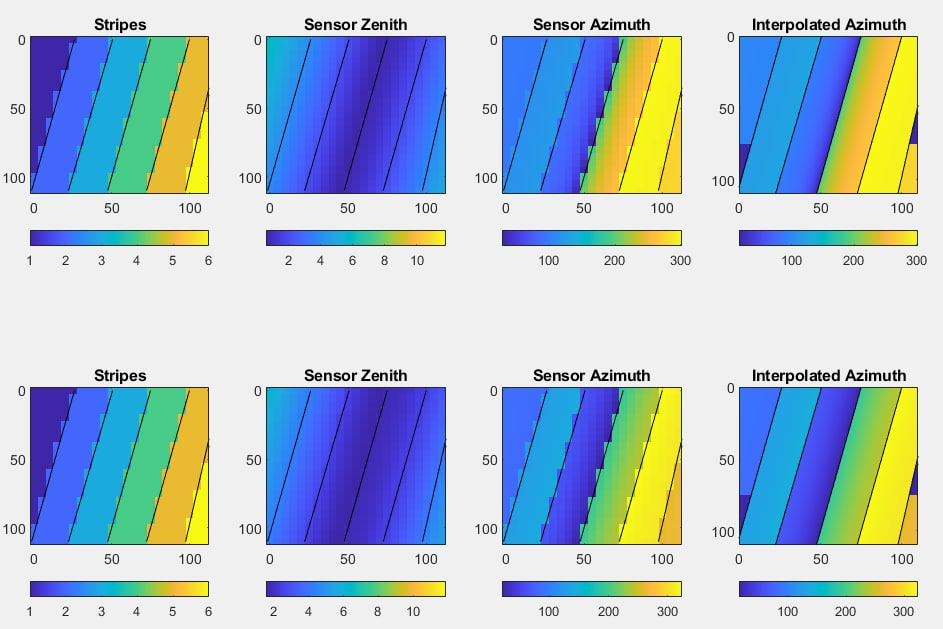 Stripes Sensor Zenith Sensor Azimuth Interpolated Azimuth
0 0 0 0
50 50 50 50
100 100 100 100
0 50 100 0 50 100 0 50 100 0 50 100
1 2 3 4 5 6 2 4 6 8 10 100 200 300 100 200 300
Stripes Sensor Zenith Sensor Azimuth Interpolated Azimuth
0 0 0 0
50 50 50 50
100 100 100 100
0 50 100 0 50 100 0 50 100 0 50 100
1 2 3 4 5 6 2 4 6 8 10 100 200 300 100 200 300